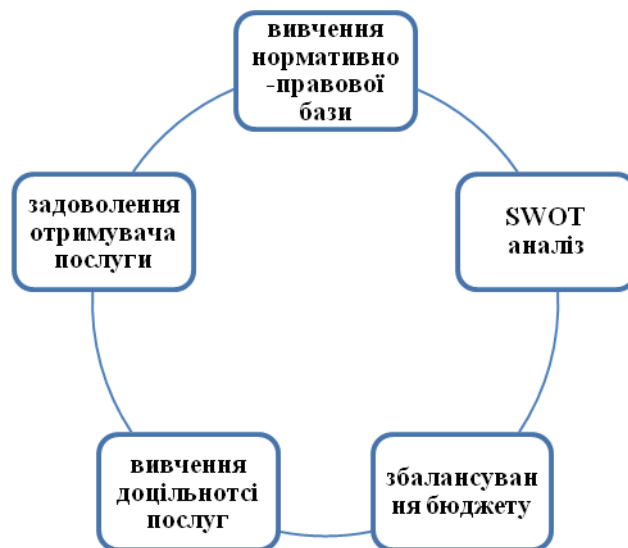 вивчення
нормативно
-правової
бази
SWOT
аналіз
збалансуван
ня бюджету
вивчення
доцільнотсі
послуг
задоволення
отримувача
послуги